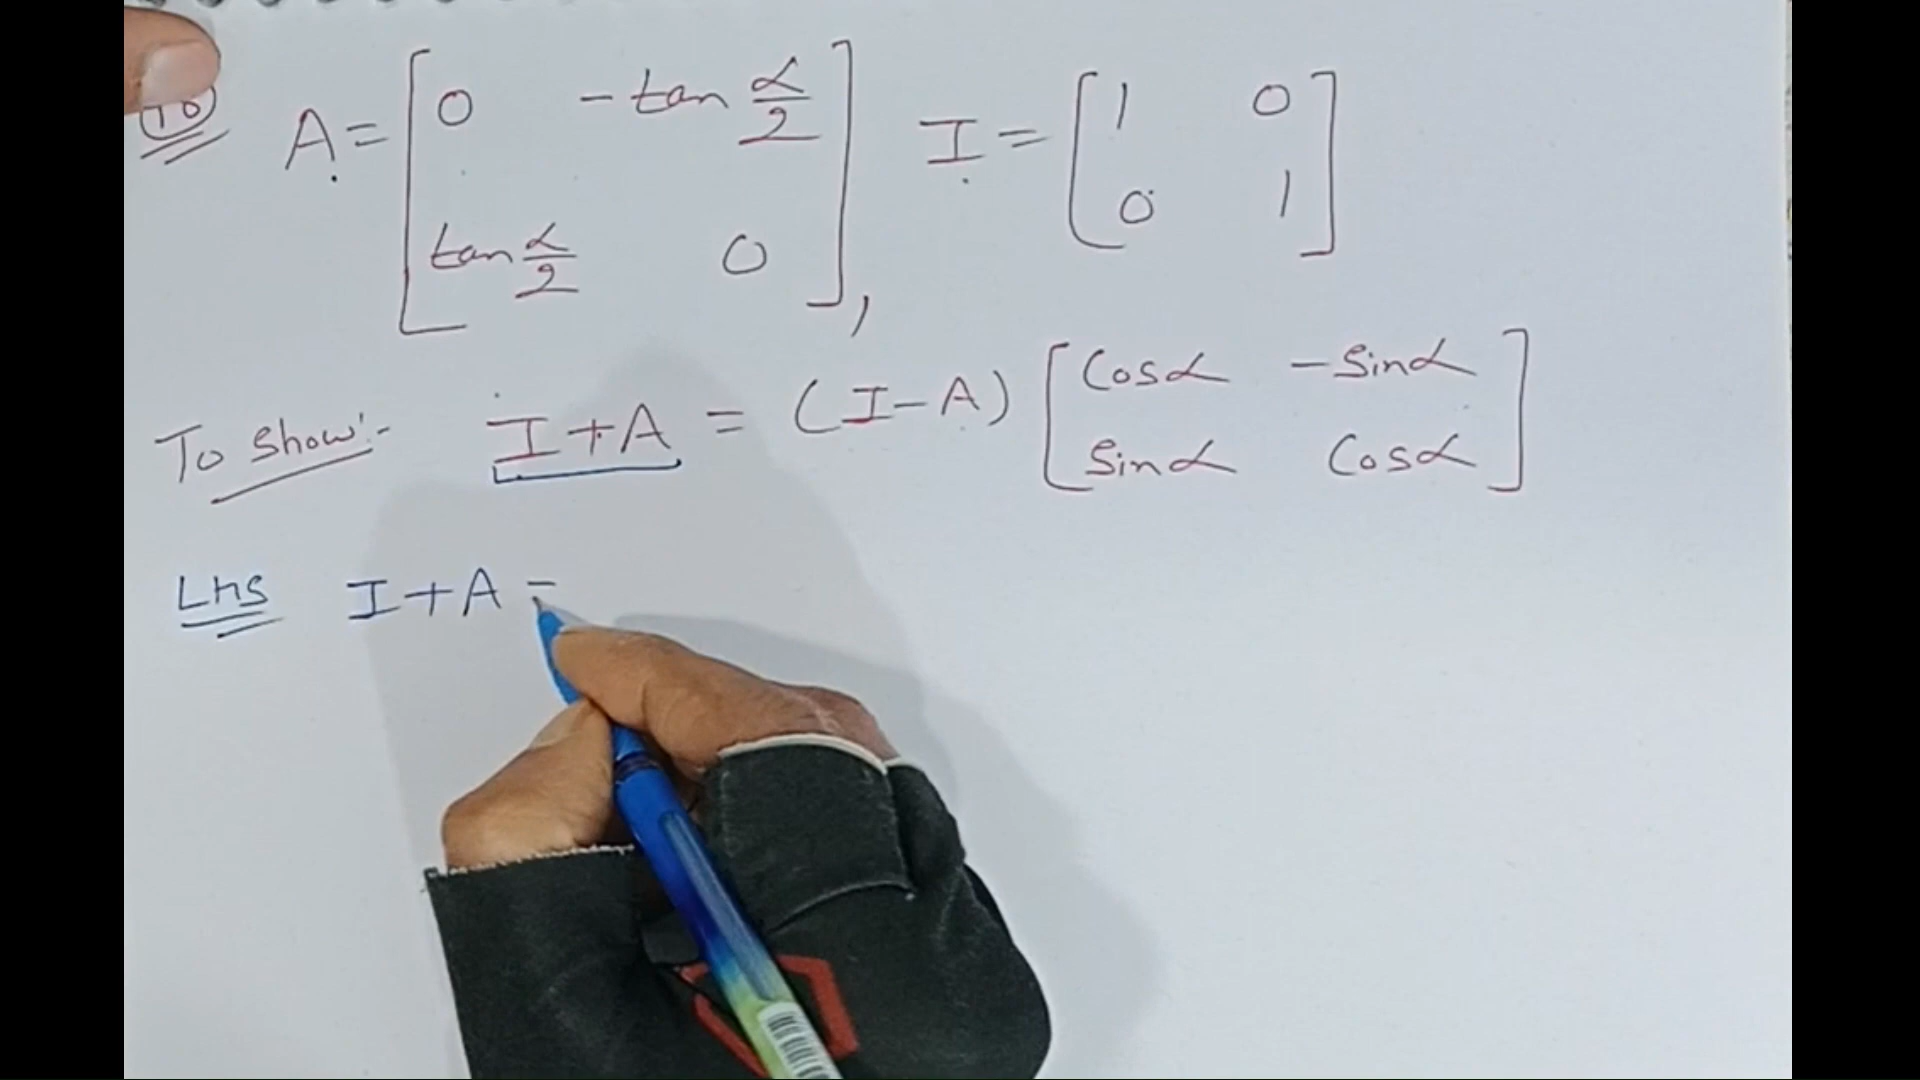 10 A = [ 0 -tan α/2
tan α/2 0 ] , I = [ 1 0
0 1 ]
To show:- I+A = (I-A) [ Cosα -Sinα
Sinα Cosα ]
LHS I+A =